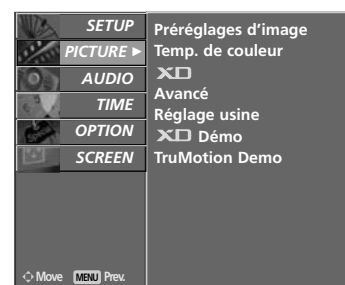 SETUP
PICTURE ►
AUDIO
TIME
OPTION
SCREEN
Préréglages d'image
Temp. de couleur
XD
Avancé
Réglage usine
XD Démo
TruMotion Demo
Move MENU Prev.